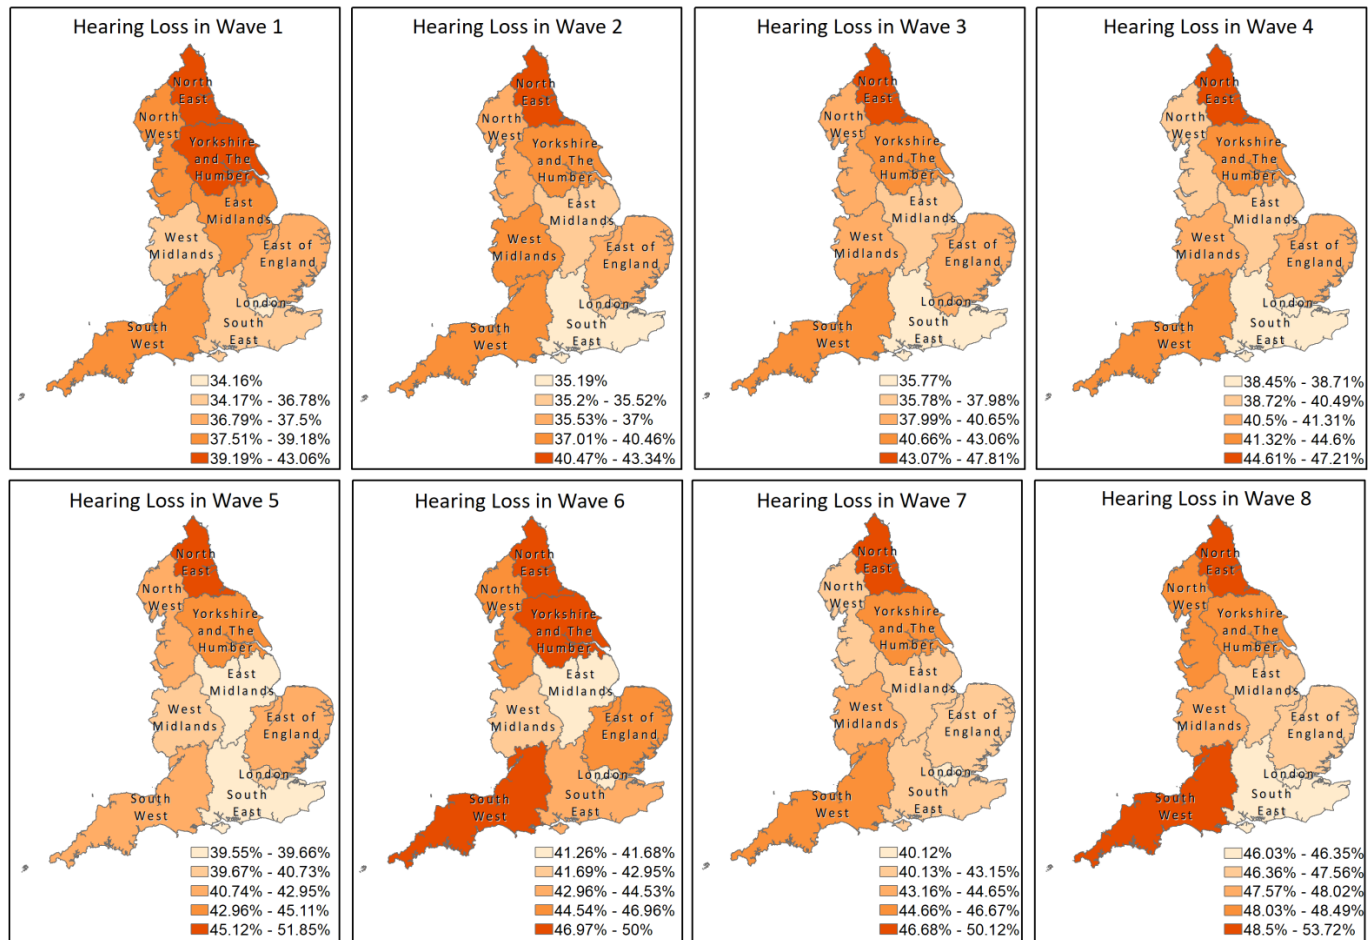 Hearing Loss in Wave 1
North
East
North
West
Yorkshire
and The
Humber
East
Midlands
West
Midlands
East of
England
London
South
East
South
West
34.16%
34.17% - 36.78%
36.79% - 37.5%
37.51% - 39.18%
39.19% - 43.06%
Hearing Loss in Wave 2
North
East
North
West
Yorkshire
and The
Humber
East
Midlands
West
Midlands
East of
England
London
South
East
South
West
35.19%
35.2% - 35.52%
35.53% - 37%
37.01% - 40.46%
40.47% - 43.34%
Hearing Loss in Wave 3
North
East
North
West
Yorkshire
and The
Humber
East
Midlands
West
Midlands
East of
England
London
South
East
South
West
35.77%
35.78% - 37.98%
37.99% - 40.65%
40.66% - 43.06%
43.07% - 47.81%
Hearing Loss in Wave 4
North
East
North
West
Yorkshire
and The
Humber
East
Midlands
West
Midlands
East of
England
London
South
East
South
West
38.45% - 38.71%
38.72% - 40.49%
40.5% - 41.31%
41.32% - 44.6%
44.61% - 47.21%
Hearing Loss in Wave 5
North
East
North
West
Yorkshire
and The
Humber
East
Midlands
West
Midlands
East of
England
London
South
East
South
West
39.55% - 39.66%
39.67% - 40.73%
40.74% - 42.95%
42.96% - 45.11%
45.12% - 51.85%
Hearing Loss in Wave 6
North
East
North
West
Yorkshire
and The
Humber
East
Midlands
West
Midlands
East of
England
London
South
East
South
West
41.26% - 41.68%
41.69% - 42.95%
42.96% - 44.53%
44.54% - 46.96%
46.97% - 50%
Hearing Loss in Wave 7
North
East
North
West
Yorkshire
and The
Humber
East
Midlands
West
Midlands
East of
England
London
South
East
South
West
40.12%
40.13% - 43.15%
43.16% - 44.65%
44.66% - 46.67%
46.68% - 50.12%
Hearing Loss in Wave 8
North
East
North
West
Yorkshire
and The
Humber
East
Midlands
West
Midlands
East of
England
London
South
East
South
West
46.03% - 46.35%
46.36% - 47.56%
47.57% - 48.02%
48.03% - 48.49%
48.5% - 53.72%